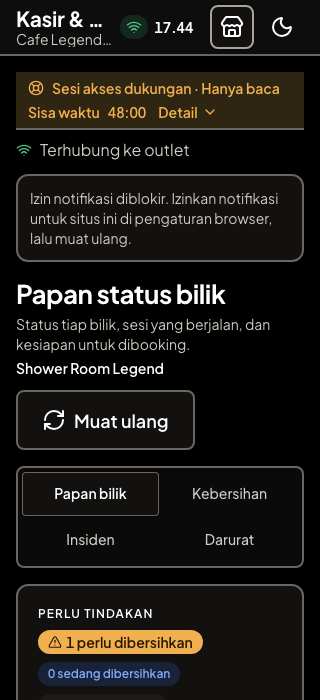 Kasir & ...
Cafe Legend...
17.44
Sesi akses dukungan · Hanya baca
Sisa waktu 48:00 Detail
Terhubung ke outlet
Izin notifikasi diblokir. Izinkan notifikasi
untuk situs ini di pengaturan browser,
lalu muat ulang.
Papan status bilik
Status tiap bilik, sesi yang berjalan, dan
kesiapan untuk dibooking.
Shower Room Legend
Muat ulang
Papan bilik
Kebersihan
Insiden
Darurat
PERLU TINDAKAN
1 perlu dibersihkan
0 sedang dibersihkan